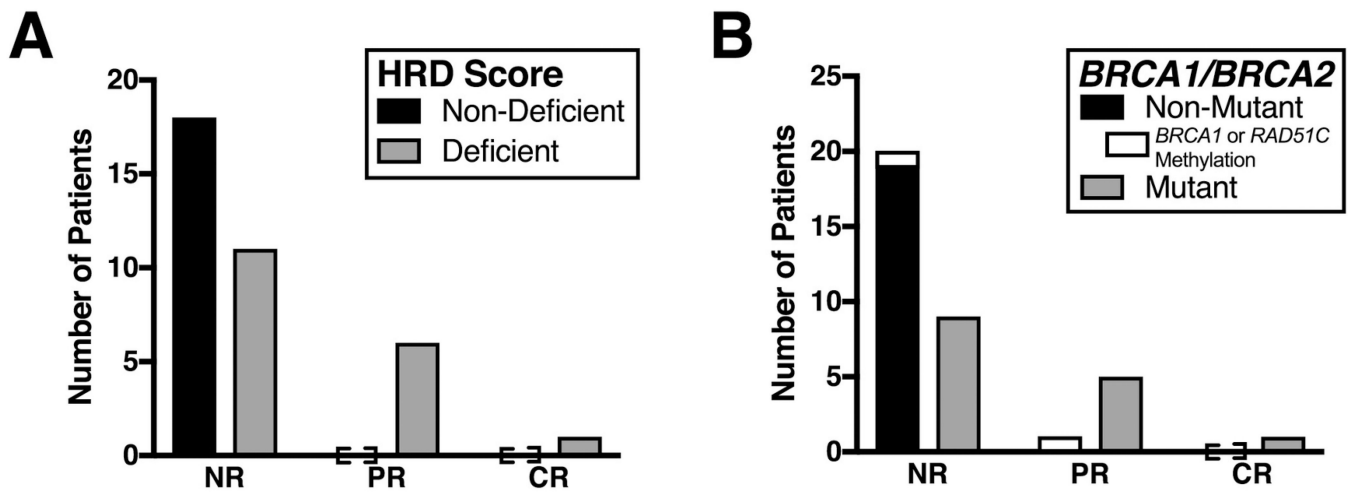 A
HRD Score
Non-Deficient
Deficient
Number of Patients
20
15
10
5
0
NR
PR
CR
B
BRCA1/BRCA2
Non-Mutant
BRCA1 or RAD51C
Methylation
Mutant
Number of Patients
25
20
15
10
5
0
NR
PR
CR